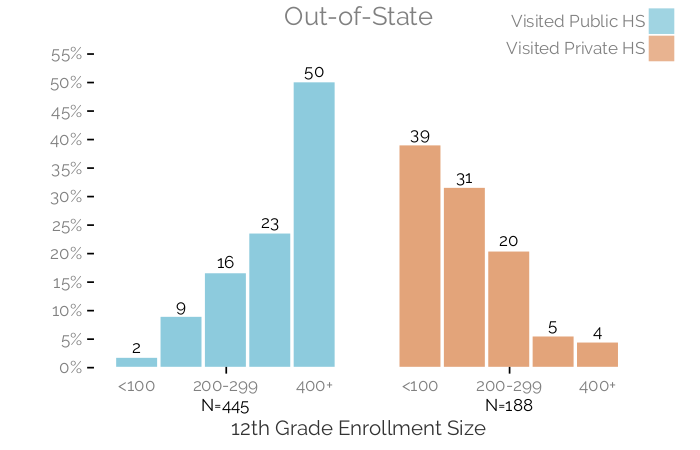 Out-of-State
Visited Public HS
Visited Private HS
55%
50%
45%
40%
35%
30%
25%
20%
15%
10%
5%
0%
2
9
16
23
50
39
31
20
5
4
<100 200-299 400+
<100 200-299 400+
N=445
N=188
12th Grade Enrollment Size